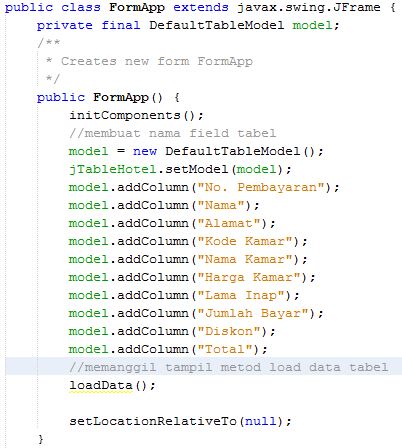 public class FormApp extends javax.swing.JFrame {
private final DefaultTableModel model;
/**
* Creates new form FormApp
*/
public FormApp() {
initComponents();
//membuat nama field tabel
model = new DefaultTableModel();
jTableHotel.setModel(model);
model.addColumn("No. Pembayaran");
model.addColumn("Nama");
model.addColumn("Alamat");
model.addColumn("Kode Kamar");
model.addColumn("Nama Kamar");
model.addColumn("Harga Kamar");
model.addColumn("Lama Inap");
model.addColumn("Jumlah Bayar");
model.addColumn("Diskon");
model.addColumn("Total");
//memanggil tampil metod load data tabel
loadData();
setLocationRelativeTo(null);
}